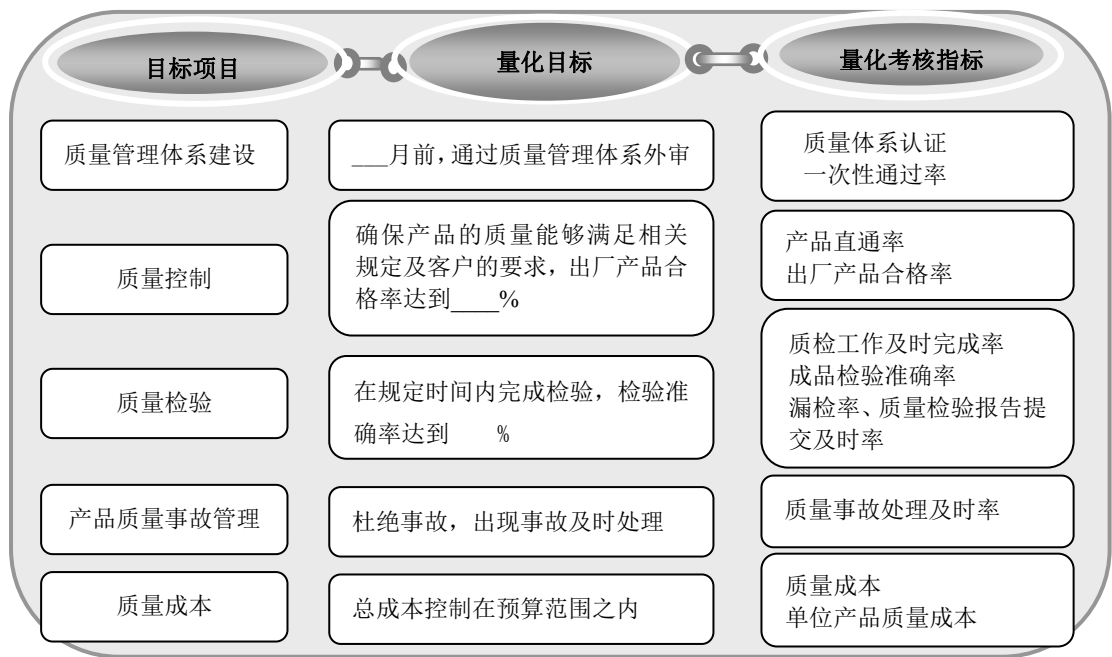 目标项目
量化目标
量化考核指标
质量管理体系建设
___月前，通过质量管理体系外审
质量体系认证
一次性通过率
质量控制
确保产品的质量能够满足相关
规定及客户的要求，出厂产品合
格率达到____%
产品直通率
出厂产品合格率
质量检验
在规定时间内完成检验，检验准
确率达到    %
质检工作及时完成率
成品检验准确率
漏检率、质量检验报告提
交及时率
产品质量事故管理
杜绝事故，出现事故及时处理
质量事故处理及时率
质量成本
总成本控制在预算范围之内
质量成本
单位产品质量成本